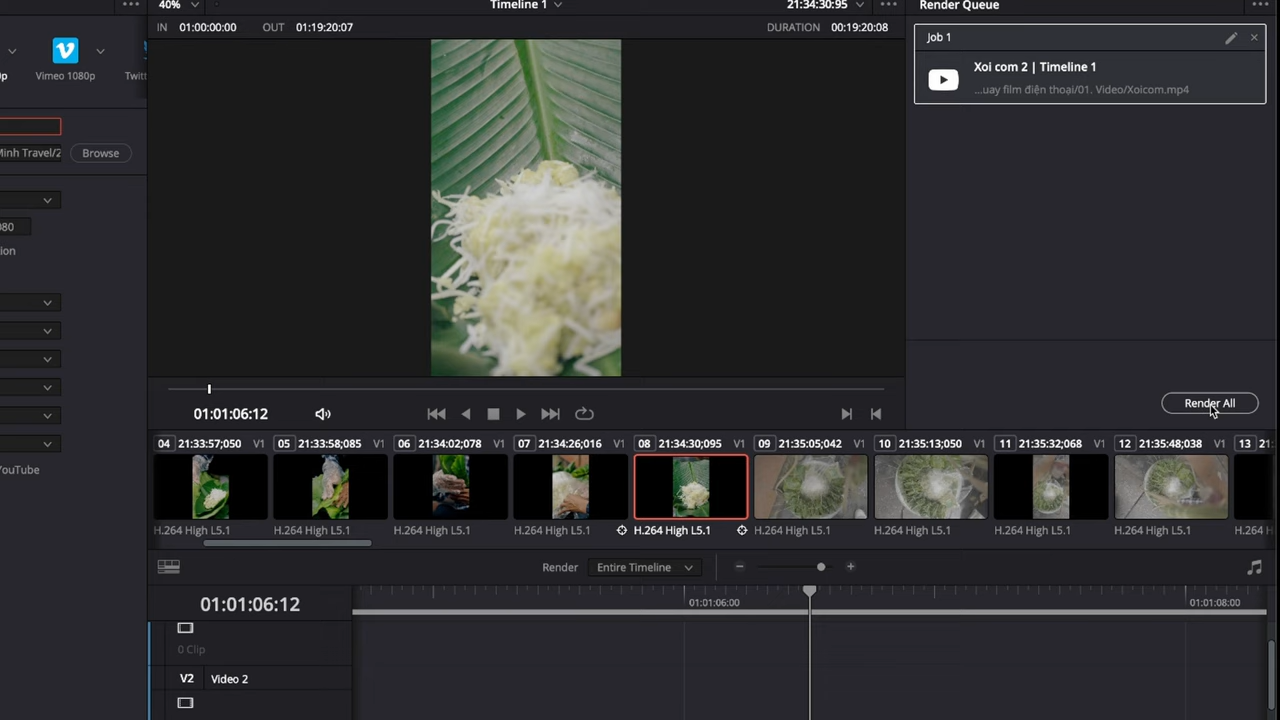 40%
Timeline 1
21:34:30:95
Render Queue
IN 01:00:00:00 OUT 01:19:20:07
DURATION 00:19:20:08
Job 1
Xoi com 2 | Timeline 1
...uay film điện thoại/01. Video/Xoicom.mp4
Vimeo 1080p
Twitt
Minh Travel/2
Browse
080
ion
YouTube
01:01:06:12
Render All
04 21:33:57;050 V1
05 21:33:58;085 V1
06 21:34:02;078 V1
07 21:34:26;016 V1
08 21:34:30;095 V1
09 21:35:05;042 V1
10 21:35:13;050 V1
11 21:35:32;068 V1
12 21:35:48;038 V1
13 21:
H.264 High L5.1
H.264 High L5.1
H.264 High L5.1
H.264 High L5.1
H.264 High L5.1
H.264 High L5.1
H.264 High L5.1
H.264 High L5.1
H.264 High L5.1
H.264 H
Render Entire Timeline
01:01:06:12
01:01:06:00
01:01:08:00
0 Clip
V2 Video 2